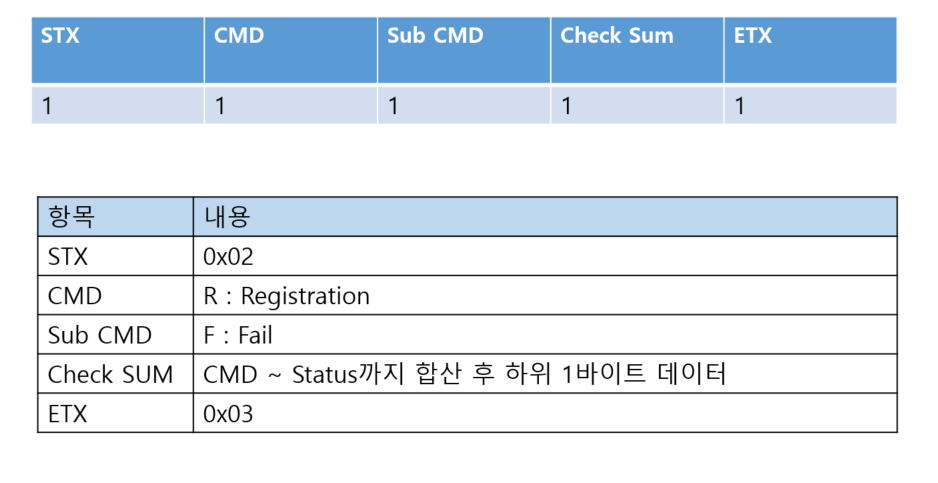 STX CMD Sub CMD Check Sum ETX
1 1 1 1 1
항목 내용
STX 0x02
CMD R : Registration
Sub CMD F : Fail
Check SUM CMD ~ Status까지 합산 후 하위 1바이트 데이터
ETX 0x03